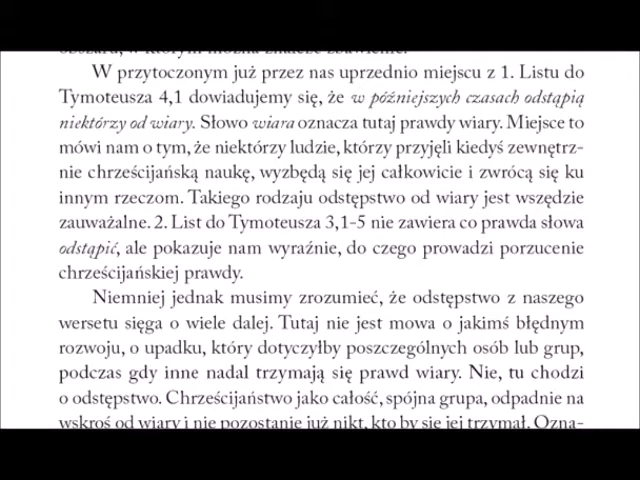 obszaru, w którym można znaleźć zbawienie.
W przytoczonym już przez nas uprzednio miejscu z 1. Listu do
Tymoteusza 4,1 dowiadujemy się, że w późniejszych czasach odstąpią
niektórzy od wiary. Słowo wiara oznacza tutaj prawdy wiary. Miejsce to
mówi nam o tym, że niektórzy ludzie, którzy przyjęli kiedyś zewnętrz-
nie chrześcijańską naukę, wyzbędą się jej całkowicie i zwrócą się ku
innym rzeczom. Takiego rodzaju odstępstwo od wiary jest wszędzie
zauważalne. 2. List do Tymoteusza 3,1-5 nie zawiera co prawda słowa
odstąpić, ale pokazuje nam wyraźnie, do czego prowadzi porzucenie
chrześcijańskiej prawdy.
Niemniej jednak musimy zrozumieć, że odstępstwo z naszego
wersetu sięga o wiele dalej. Tutaj nie jest mowa o jakimś błędnym
rozwoju, o upadku, który dotyczyłby poszczególnych osób lub grup,
podczas gdy inne nadal trzymają się prawd wiary. Nie, tu chodzi
o odstępstwo. Chrześcijaństwo jako całość, spójna grupa, odpadnie na
wskroś od wiary i nie pozostanie już nikt, kto by się jej trzymał. Ozna-